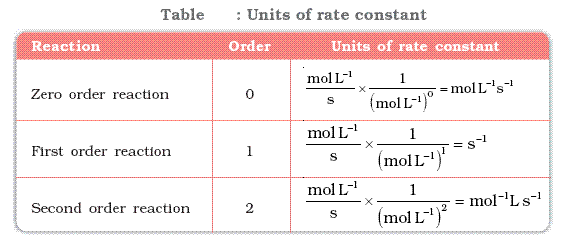 Table : Units of rate constant
Reaction Order Units of rate constant
Zero order reaction 0 mol L⁻¹/s × 1/(mol L⁻¹)⁰ = mol L⁻¹ s⁻¹
First order reaction 1 mol L⁻¹/s × 1/(mol L⁻¹)¹ = s⁻¹
Second order reaction 2 mol L⁻¹/s × 1/(mol L⁻¹)² = mol⁻¹ L s⁻¹